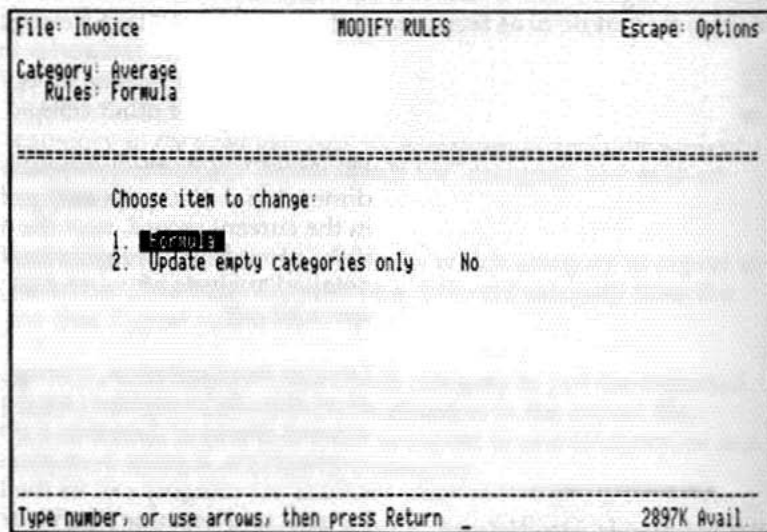 File: Invoice MODIFY RULES Escape: Options
Category: Average
Rules: Formula
Choose item to change:
1. Formula
2. Update empty categories only No
Type number, or use arrows, then press Return _ 2897K Avail.